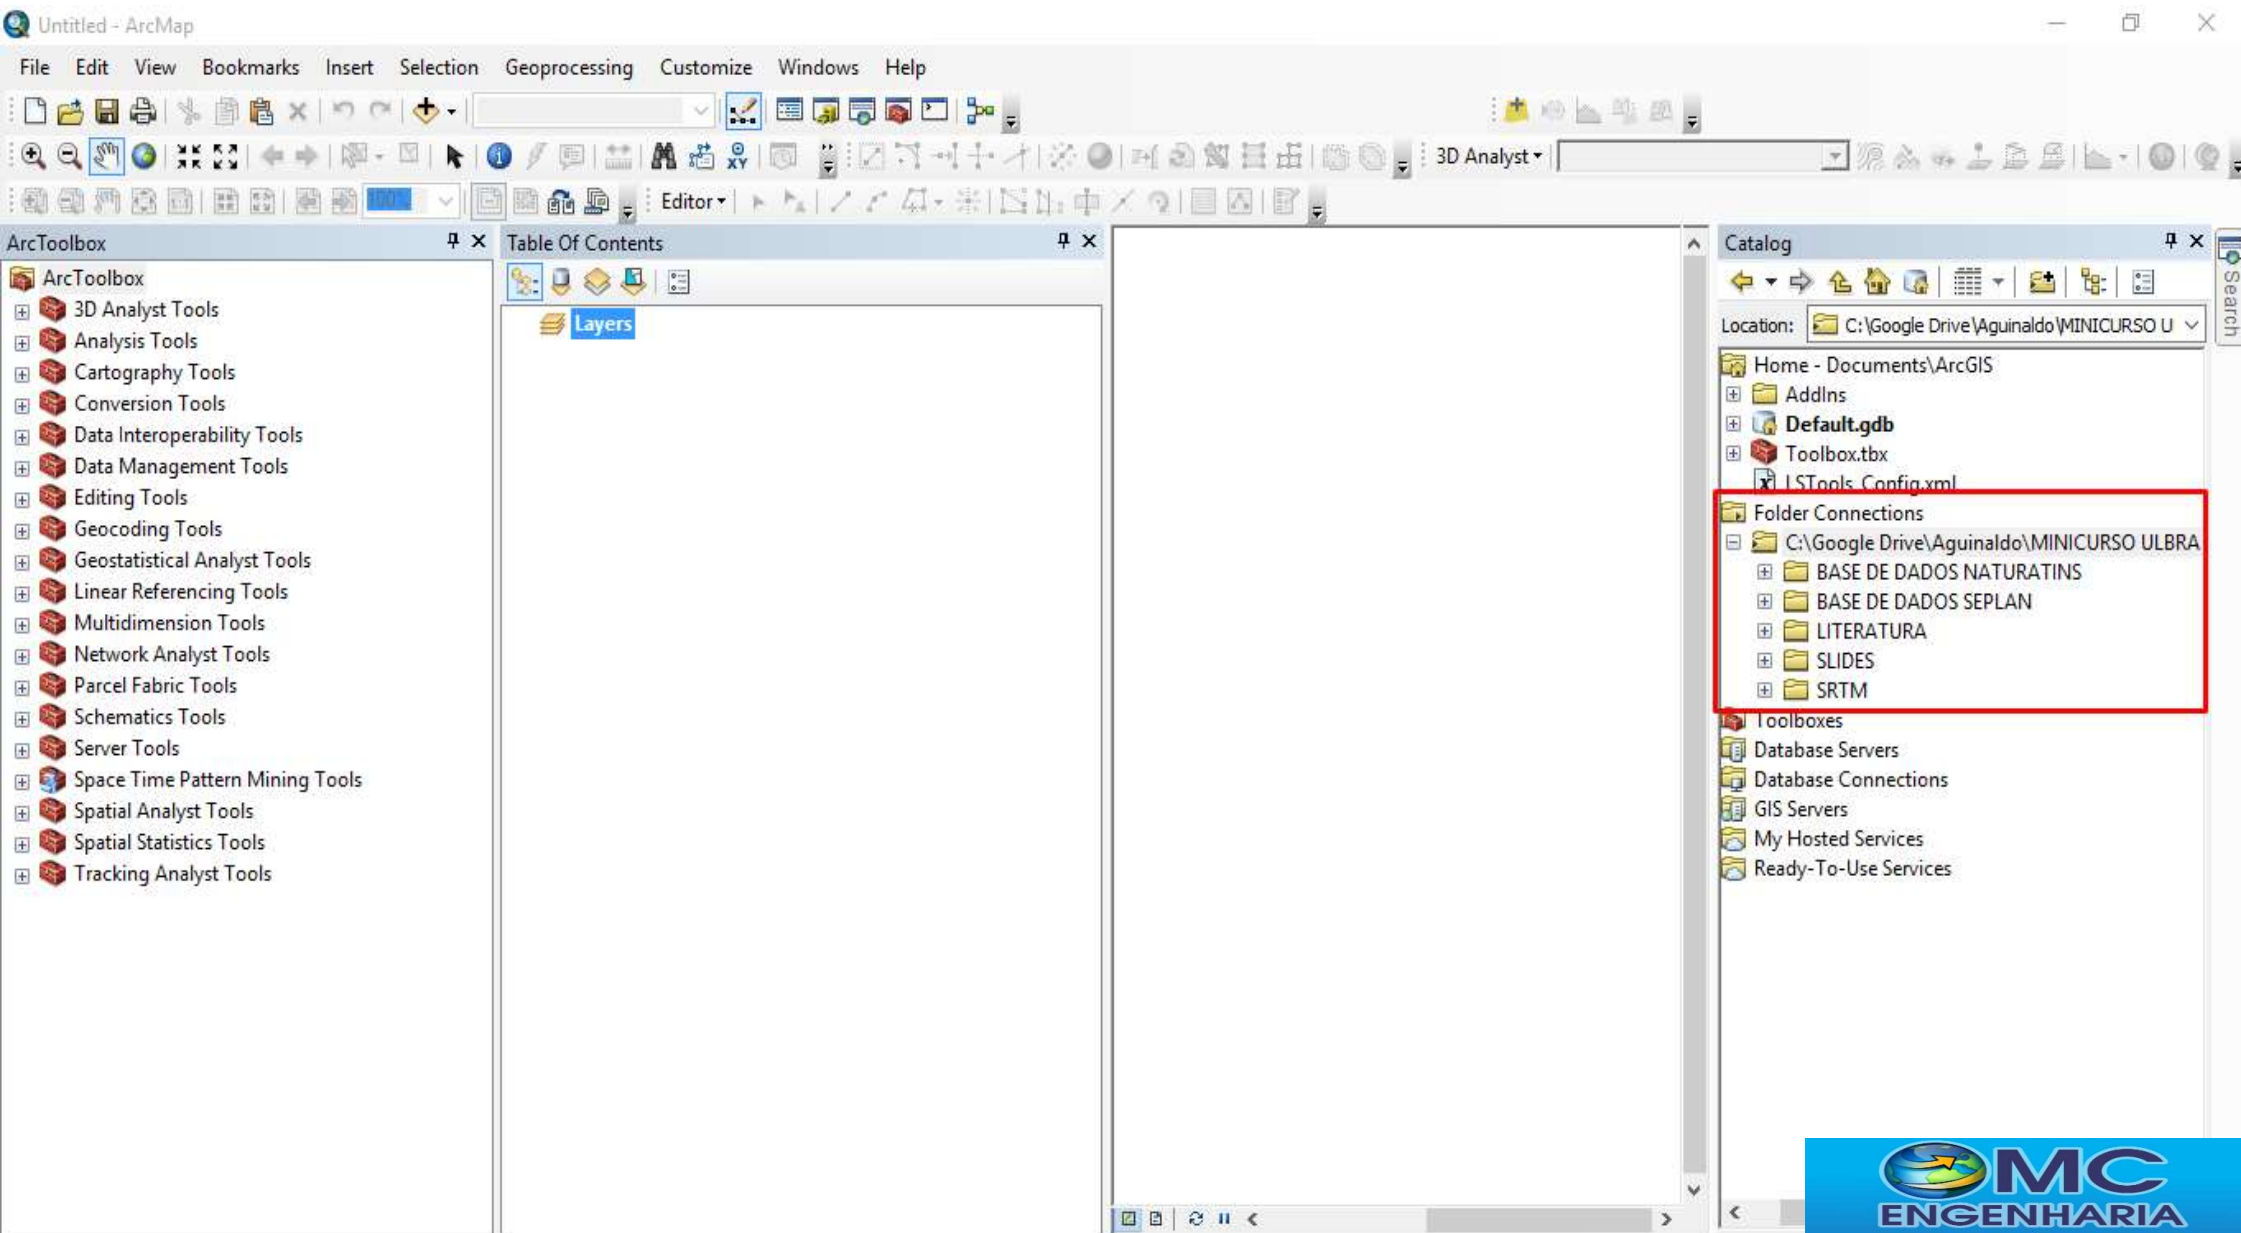 Untitled - ArcMap
File Edit View Bookmarks Insert Selection Geoprocessing Customize Windows Help
3D Analyst
100%
Editor
ArcToolbox
ArcToolbox
3D Analyst Tools
Analysis Tools
Cartography Tools
Conversion Tools
Data Interoperability Tools
Data Management Tools
Editing Tools
Geocoding Tools
Geostatistical Analyst Tools
Linear Referencing Tools
Multidimension Tools
Network Analyst Tools
Parcel Fabric Tools
Schematics Tools
Server Tools
Space Time Pattern Mining Tools
Spatial Analyst Tools
Spatial Statistics Tools
Tracking Analyst Tools
Table Of Contents
Layers
Catalog
Location: C:\Google Drive\Aguinaldo\MINICURSO U
Home - Documents\ArcGIS
AddIns
Default.gdb
Toolbox.tbx
LSTools_Config.xml
Folder Connections
C:\Google Drive\Aguinaldo\MINICURSO ULBRA
BASE DE DADOS NATURATINS
BASE DE DADOS SEPLAN
LITERATURA
SLIDES
SRTM
Toolboxes
Database Servers
Database Connections
GIS Servers
My Hosted Services
Ready-To-Use Services
Search
MC
ENGENHARIA